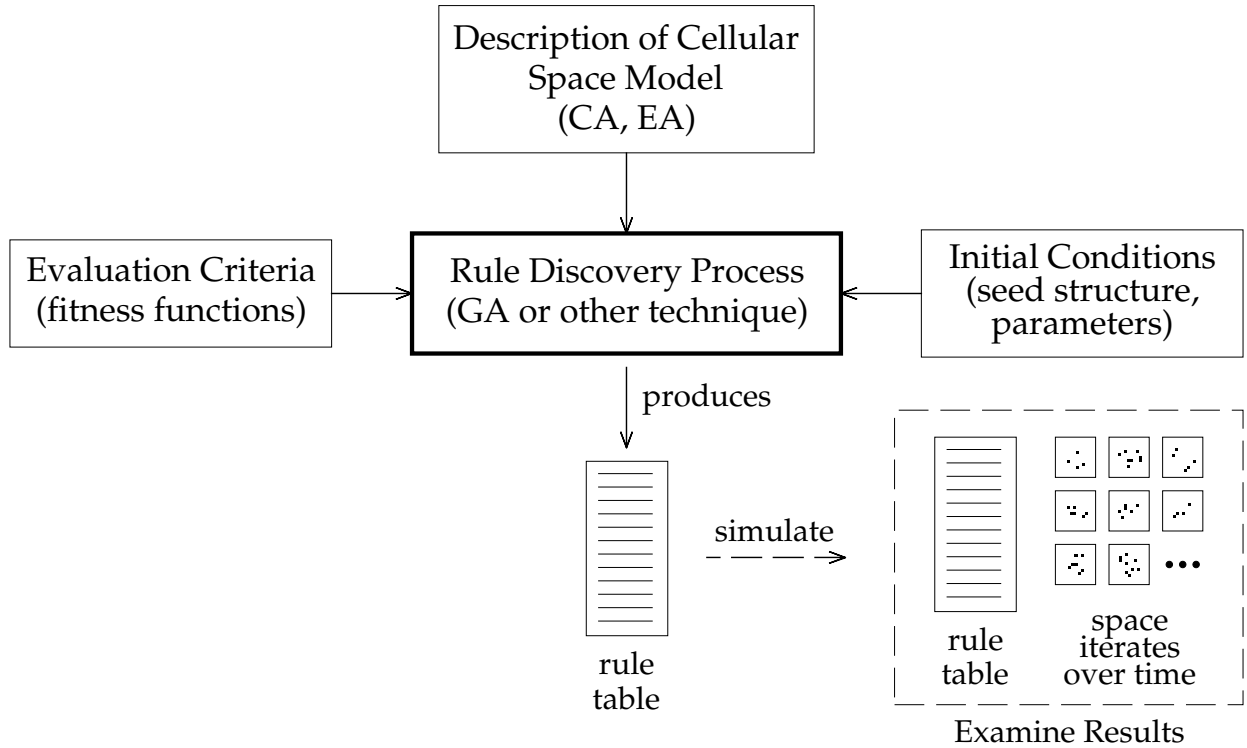 Description of Cellular
Space Model
(CA, EA)
Evaluation Criteria
(fitness functions)
Rule Discovery Process
(GA or other technique)
Initial Conditions
(seed structure,
parameters)
produces
simulate
rule
table
rule
table
space
iterates
over time
Examine Results